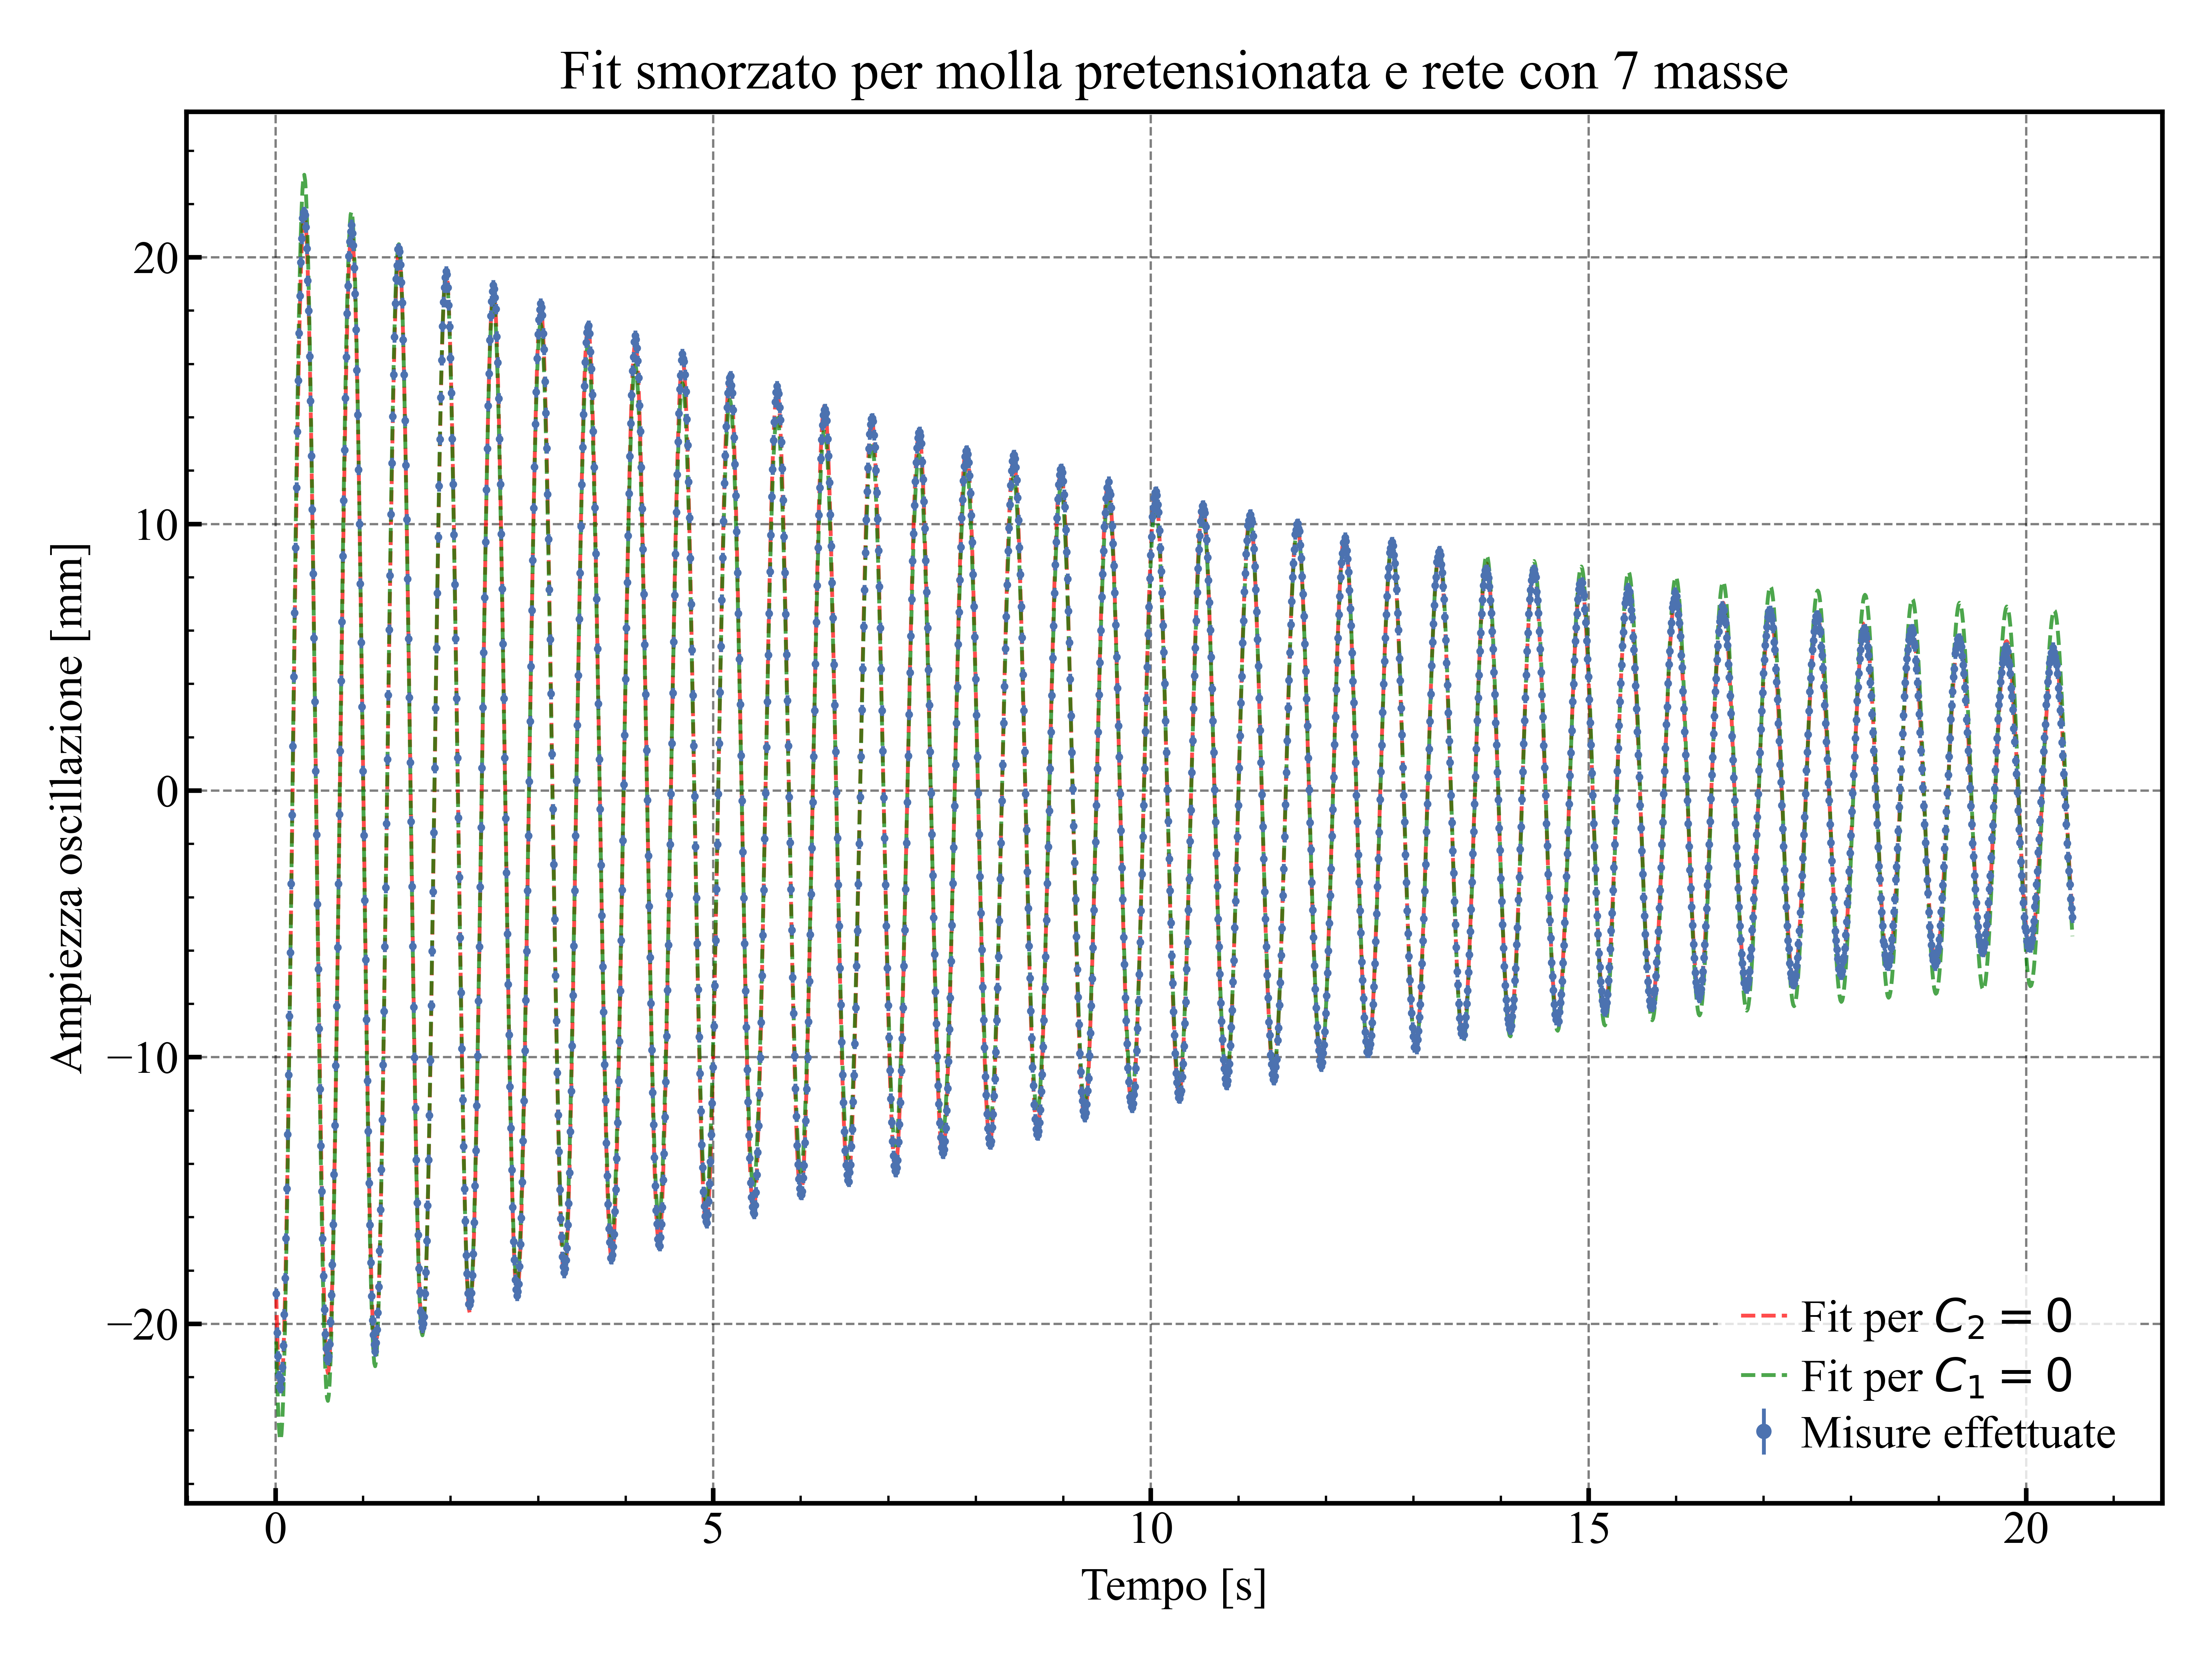 Fit smorzato per molla pretensionata e rete con 7 masse
Ampiezza oscillazione [mm]
20
10
0
−10
−20
Fit per C₂ = 0
Fit per C₁ = 0
Misure effettuate
0 5 10 15 20
Tempo [s]